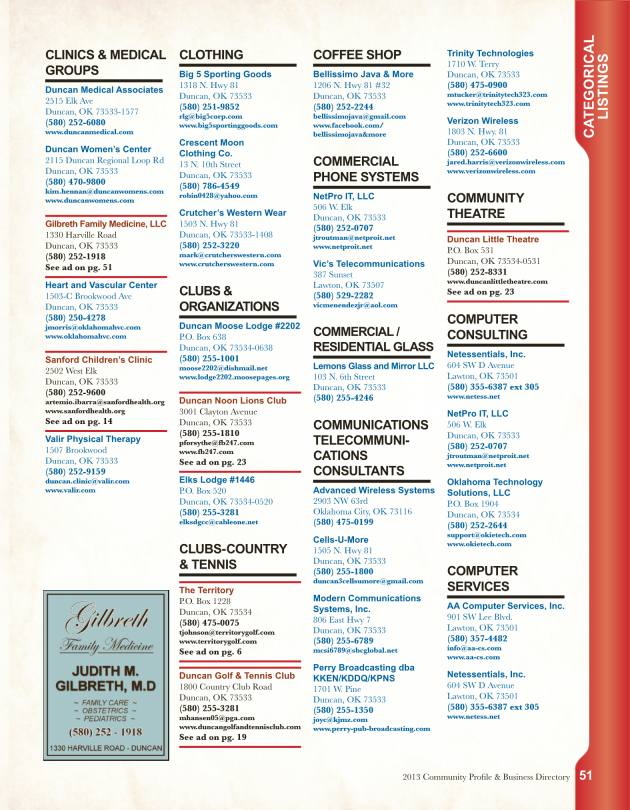 CLINICS & MEDICAL
GROUPS
Duncan Medical Associates
2515 Elk Ave
Duncan, OK 73533-1577
(580) 252-6080
www.duncanmedical.com
Duncan Women's Center
2115 Duncan Regional Loop Rd
Duncan, OK 73533
(580) 470-9800
kim.hennan@duncanwomens.com
www.duncanwomens.com
Gilbreth Family Medicine, LLC
1330 Harville Road
Duncan, OK 73533
(580) 252-1918
See ad on pg. 51
Heart and Vascular Center
1503-C Brookwood Ave
Duncan, OK 73533
(580) 250-4278
jmorris@oklahomahvc.com
www.oklahomahvc.com
Sanford Children's Clinic
2502 West Elk
Duncan, OK 73533
(580) 252-9600
artemio.ibarra@sanfordhealth.org
www.sanfordhealth.org
See ad on pg. 14
Valir Physical Therapy
1507 Brookwood
Duncan, OK 73533
(580) 252-9159
duncan.clinic@valir.com
www.valir.com
Gilbreth
Family Medicine
JUDITH M.
GILBRETH, M.D
~ FAMILY CARE ~
~ OBSTETRICS ~
~ PEDIATRICS ~
(580) 252 - 1918
1330 HARVILLE ROAD - DUNCAN
CLOTHING
Big 5 Sporting Goods
1318 N. Hwy 81
Duncan, OK 73533
(580) 251-9852
rlg@big5corp.com
www.big5sportinggoods.com
Crescent Moon
Clothing Co.
13 N. 10th Street
Duncan, OK 73533
(580) 786-4549
robin0428@yahoo.com
Crutcher's Western Wear
1503 N. Hwy 81
Duncan, OK 73533-1408
(580) 252-3220
mark@crutcherswestern.com
www.crutcherswestern.com
CLUBS &
ORGANIZATIONS
Duncan Moose Lodge #2202
P.O. Box 638
Duncan, OK 73534-0638
(580) 255-1001
moose2202@dishmail.net
www.lodge2202.moosepages.org
Duncan Noon Lions Club
3001 Clayton Avenue
Duncan, OK 73533
(580) 255-1810
pforsythe@fb247.com
www.fb247.com
See ad on pg. 23
Elks Lodge #1446
P.O. Box 520
Duncan, OK 73534-0520
(580) 255-3281
elksdgcc@cableone.net
CLUBS-COUNTRY
& TENNIS
The Territory
P.O. Box 1228
Duncan, OK 73534
(580) 475-0075
tjohnson@territorygolf.com
www.territorygolf.com
See ad on pg. 6
Duncan Golf & Tennis Club
1800 Country Club Road
Duncan, OK 73533
(580) 255-3281
mhansen05@pga.com
www.duncangolfandtennisclub.com
See ad on pg. 19
COFFEE SHOP
Bellissimo Java & More
1206 N. Hwy 81 #32
Duncan, OK 73533
(580) 252-2244
bellissimojava@gmail.com
www.facebook.com/
bellissimojava&more
COMMERCIAL
PHONE SYSTEMS
NetPro IT, LLC
506 W. Elk
Duncan, OK 73533
(580) 252-0707
jtroutman@netproit.net
www.netproit.net
Vic's Telecommunications
387 Sunset
Lawton, OK 73507
(580) 529-2282
vicmenendezjr@aol.com
COMMERCIAL /
RESIDENTIAL GLASS
Lemons Glass and Mirror LLC
103 N. 6th Street
Duncan, OK 73533
(580) 255-4246
COMMUNICATIONS
TELECOMMUNI-
CATIONS
CONSULTANTS
Advanced Wireless Systems
2903 NW 63rd
Oklahoma City, OK 73116
(580) 475-0199
Cells-U-More
1505 N. Hwy 81
Duncan, OK 73533
(580) 255-1800
duncan3cellsumore@gmail.com
Modern Communications
Systems, Inc.
806 East Hwy 7
Duncan, OK 73533
(580) 255-6789
mcsi6789@sbcglobal.net
Perry Broadcasting dba
KKEN/KDDQ/KPNS
1701 W. Pine
Duncan, OK 73533
(580) 255-1350
joyc@kjmz.com
www.perry-pub-broadcasting.com
Trinity Technologies
1710 W. Terry
Duncan, OK 73533
(580) 475-0900
mtucker@trinitytech323.com
www.trinitytech323.com
Verizon Wireless
1803 N. Hwy. 81
Duncan, OK 73533
(580) 252-6600
jared.harris@verizonwireless.com
www.verizonwireless.com
COMMUNITY
THEATRE
Duncan Little Theatre
P.O. Box 531
Duncan, OK 73534-0531
(580) 252-8331
www.duncanlittletheatre.com
See ad on pg. 23
COMPUTER
CONSULTING
Netessentials, Inc.
604 SW D Avenue
Lawton, OK 73501
(580) 355-6387 ext 305
www.netess.net
NetPro IT, LLC
506 W. Elk
Duncan, OK 73533
(580) 252-0707
jtroutman@netproit.net
www.netproit.net
Oklahoma Technology
Solutions, LLC
P.O. Box 1904
Duncan, OK 73534
(580) 252-2644
support@okietech.com
www.okietech.com
COMPUTER
SERVICES
AA Computer Services, Inc.
901 SW Lee Blvd.
Lawton, OK 73501
(580) 357-4482
info@aa-cs.com
www.aa-cs.com
Netessentials, Inc.
604 SW D Avenue
Lawton, OK 73501
(580) 355-6387 ext 305
www.netess.net
CATEGORICAL
LISTINGS
2013 Community Profile & Business Directory 51